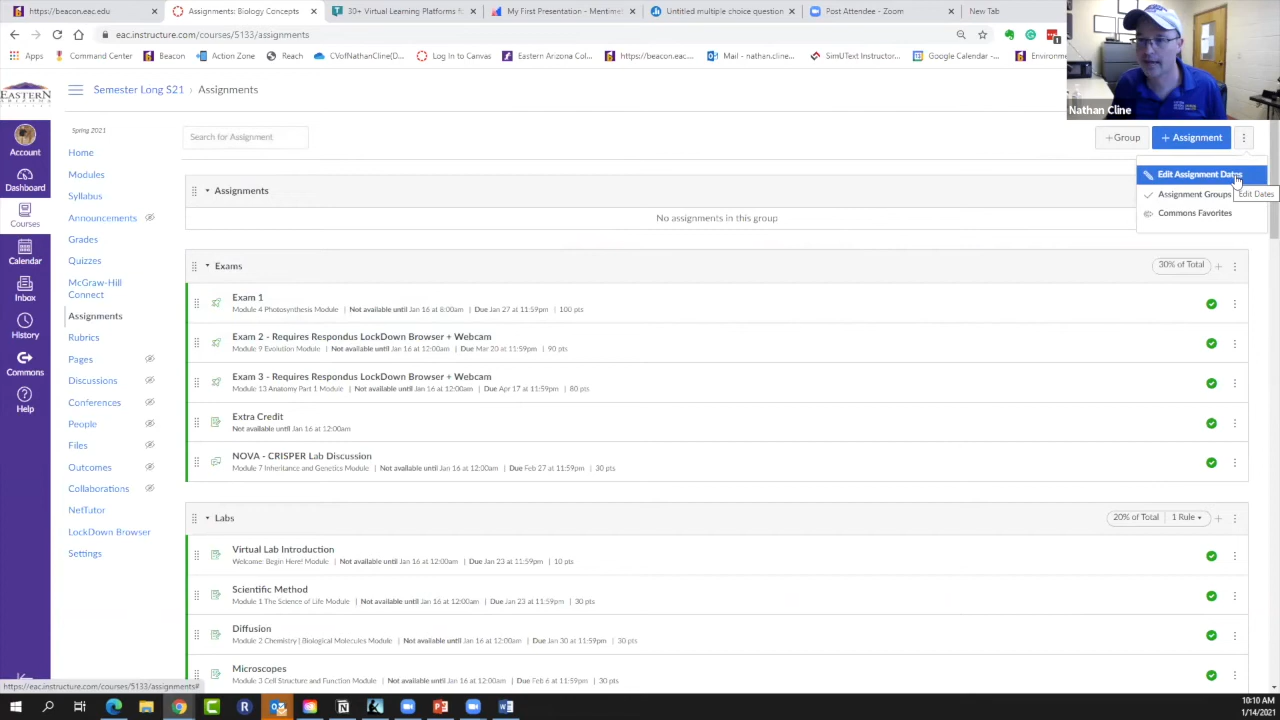 https://beacon.eac.edu/
Assignments: Biology Concepts
30+ Virtual Learning Platforms f
My First Presentation - Mentimet
Untitled multiple choice question
Post Attendee - Zoom
New Tab
eac.instructure.com/courses/5133/assignments
Apps
Command Center
Beacon
Action Zone
Reach
CVofNathanCline(D...
Getting Started
Eastern Arizona Col...
https://beacon.eac...
Mail - nathan.cline...
SimUText Instructor...
Google Calendar -...
Environme
Nathan Cline
EASTERN
ARIZONA
Semester Long S21 › Assignments
Account
Dashboard
Courses
Calendar
Inbox
History
Commons
Help
Spring 2021
Home
Modules
Syllabus
Announcements
Grades
Quizzes
McGraw-Hill
Connect
Assignments
Rubrics
Pages
Discussions
Conferences
People
Files
Outcomes
Collaborations
NetTutor
LockDown Browser
Settings
Search for Assignment
+Group
+ Assignment
Edit Assignment Dates
Assignment Groups
Edit Dates
Commons Favorites
Assignments
No assignments in this group
Exams
30% of Total
Exam 1
Module 4 Photosynthesis Module | Not available until Jan 16 at 8:00am | Due Jan 27 at 11:59pm | 100 pts
Exam 2 - Requires Respondus LockDown Browser + Webcam
Module 9 Evolution Module | Not available until Jan 16 at 12:00am | Due Mar 20 at 11:59pm | 90 pts
Exam 3 - Requires Respondus LockDown Browser + Webcam
Module 13 Anatomy Part 1 Module | Not available until Jan 16 at 12:00am | Due Apr 17 at 11:59pm | 80 pts
Extra Credit
Not available until Jan 16 at 12:00am
NOVA - CRISPER Lab Discussion
Module 7 Inheritance and Genetics Module | Not available until Jan 16 at 12:00am | Due Feb 27 at 11:59pm | 30 pts
Labs
20% of Total | 1 Rule
Virtual Lab Introduction
Welcome: Begin Here! Module | Not available until Jan 16 at 12:00am | Due Jan 23 at 11:59pm | 10 pts
Scientific Method
Module 1 The Science of Life Module | Not available until Jan 16 at 12:00am | Due Jan 23 at 11:59pm | 30 pts
Diffusion
Module 2 Chemistry | Biological Molecules Module | Not available until Jan 16 at 12:00am | Due Jan 30 at 11:59pm | 30 pts
Microscopes
Module 3 Cell Structure and Function Module | Not available until Jan 16 at 12:00am | Due Feb 6 at 11:59pm | 30 pts
https://eac.instructure.com/courses/5133/assignments#
10:10 AM
1/14/2021